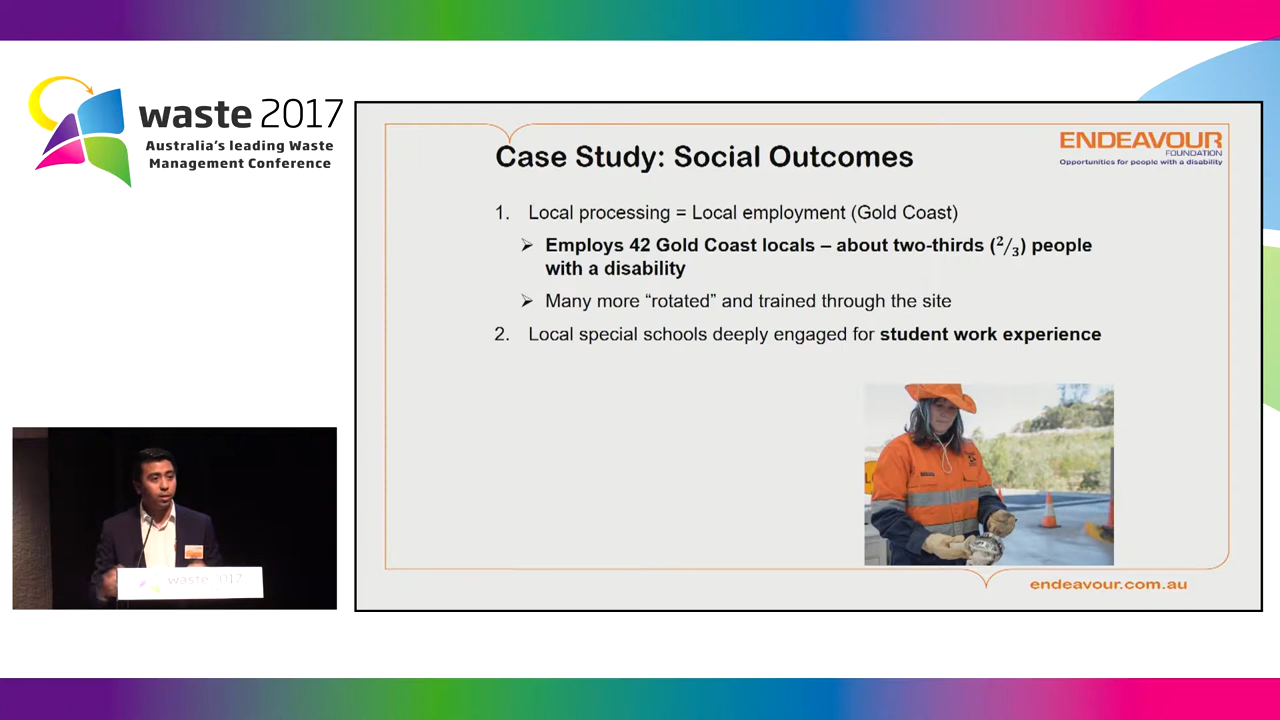 waste 2017
Australia's leading Waste
Management Conference
ENDEAVOUR
FOUNDATION
Opportunities for people with a disability
Case Study: Social Outcomes
1. Local processing = Local employment (Gold Coast)
➢ Employs 42 Gold Coast locals – about two-thirds (2/3) people
with a disability
➢ Many more “rotated” and trained through the site
2. Local special schools deeply engaged for student work experience
waste 2017
endeavour.com.au